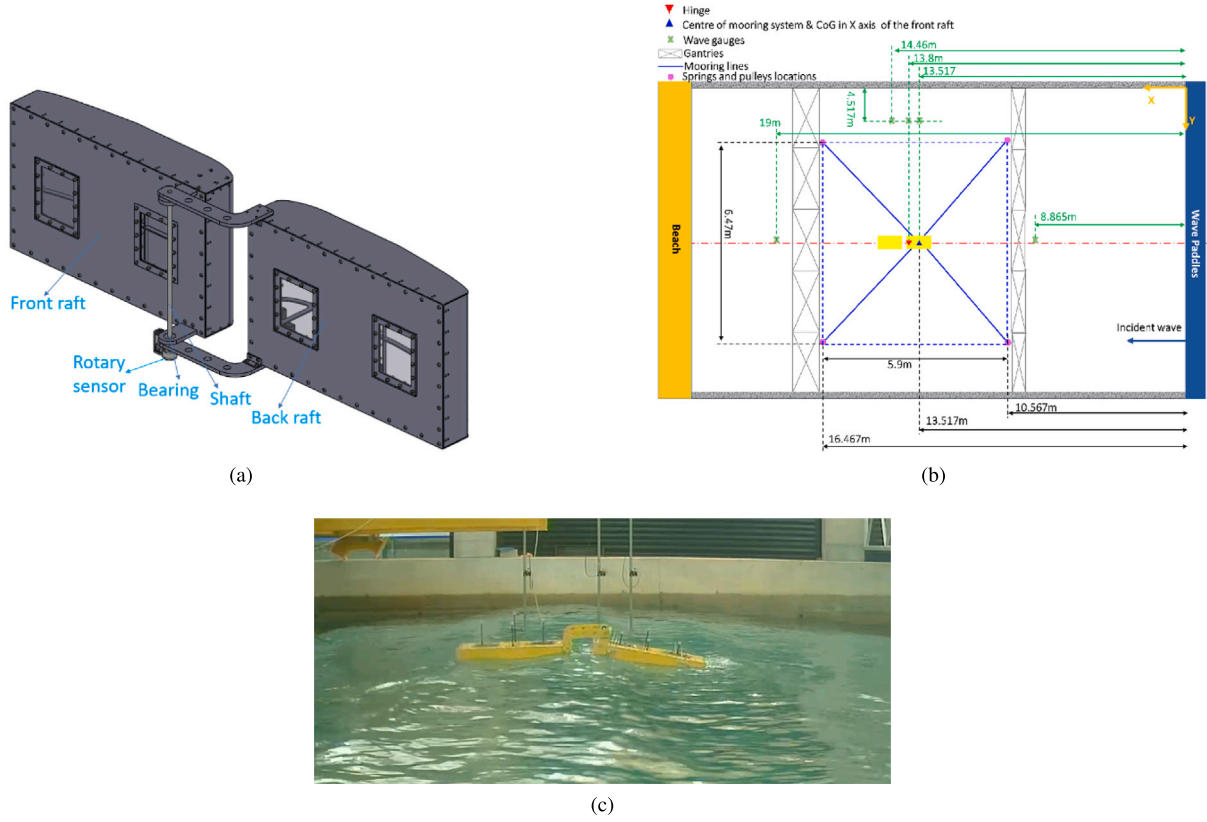 Front raft
Rotary
sensor
Bearing
Shaft
Back raft
(a)
Hinge
Centre of mooring system & CoG in X axis of the front raft
Wave gauges
Gantries
Mooring lines
Springs and pulleys locations
14.46m
13.8m
13.517
4.517m
X
Y
19m
6.47m
8.865m
Beach
Wave Paddles
Incident wave
5.9m
10.567m
13.517m
16.467m
(b)
(c)